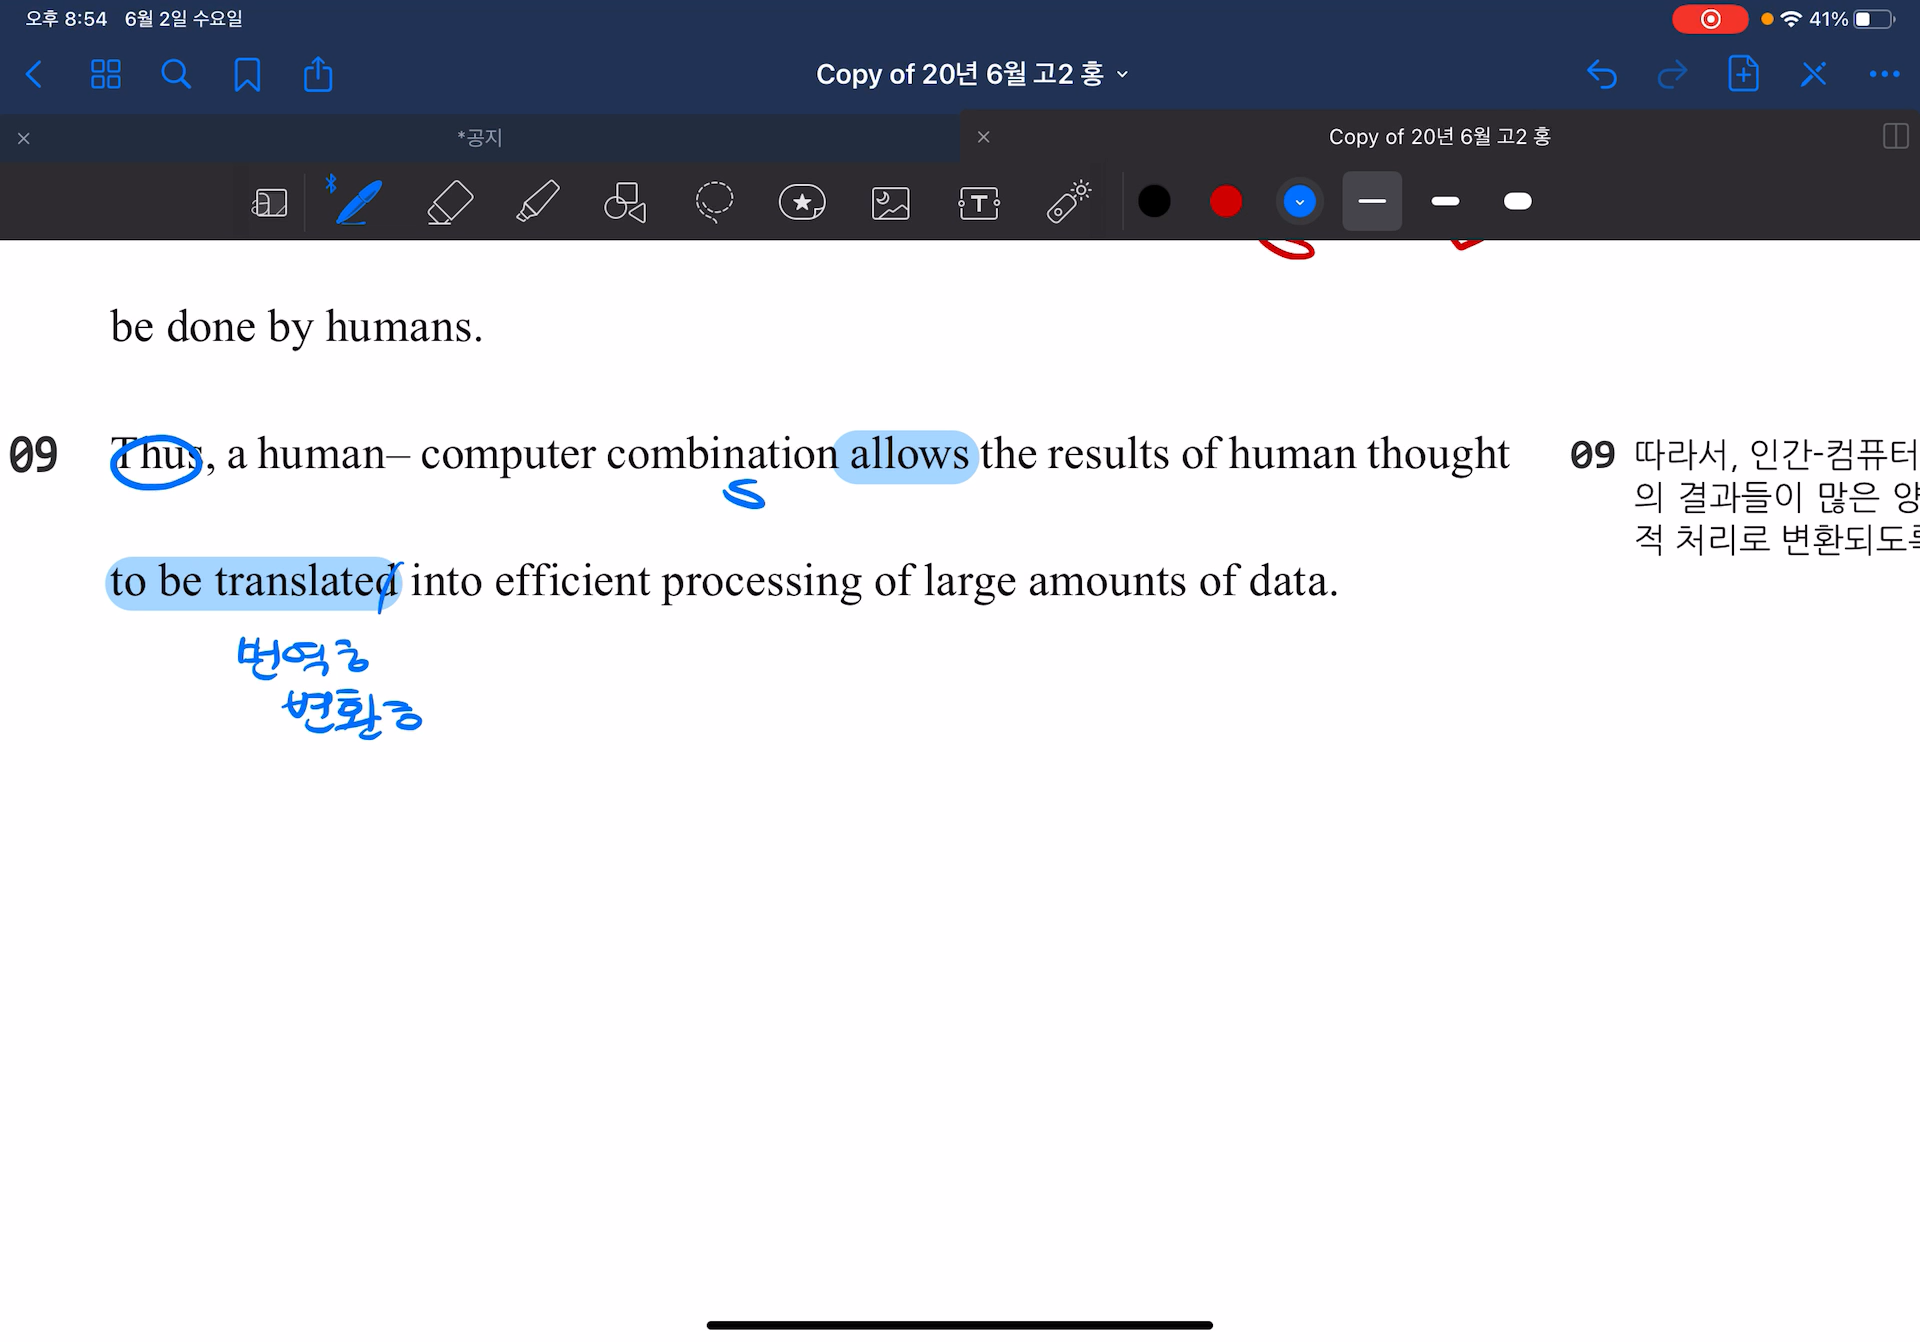 오후 8:54 6월 2일 수요일 41%
Copy of 20년 6월 고2 홍
*공지 Copy of 20년 6월 고2 홍
be done by humans.
09 Thus, a human– computer combination allows the results of human thought
S
to be translated into efficient processing of large amounts of data.
번역
변환
09 따라서, 인간-컴퓨터
의 결과들이 많은 양
적 처리로 변환되도록